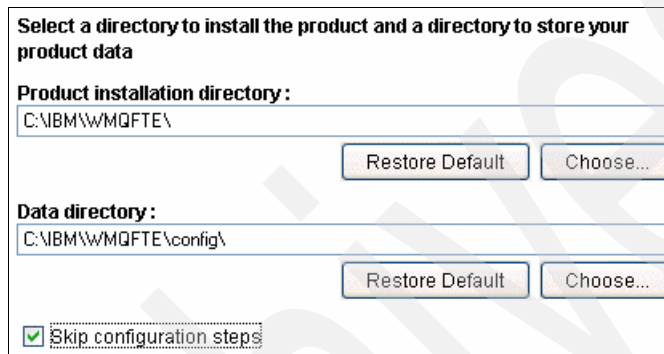 Select a directory to install the product and a directory to store your
product data
Product installation directory:
C:\IBM\WMQFTE\
Restore Default Choose...
Data directory:
C:\IBM\WMQFTE\config\
Restore Default Choose...
Skip configuration steps